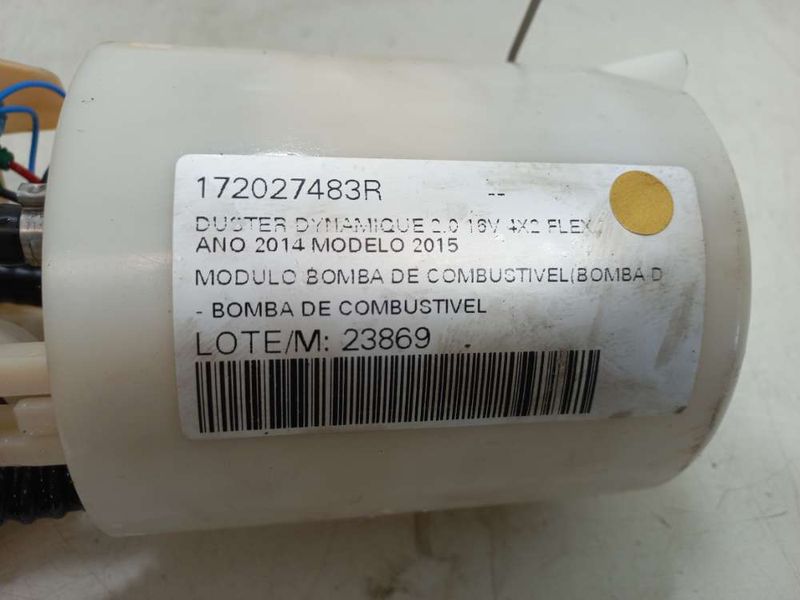 172027483R --
DUSTER DYNAMIQUE 2.0 16V 4X2 FLEX
ANO 2014 MODELO 2015
MODULO BOMBA DE COMBUSTIVEL(BOMBA D
- BOMBA DE COMBUSTIVEL
LOTE/M: 23869